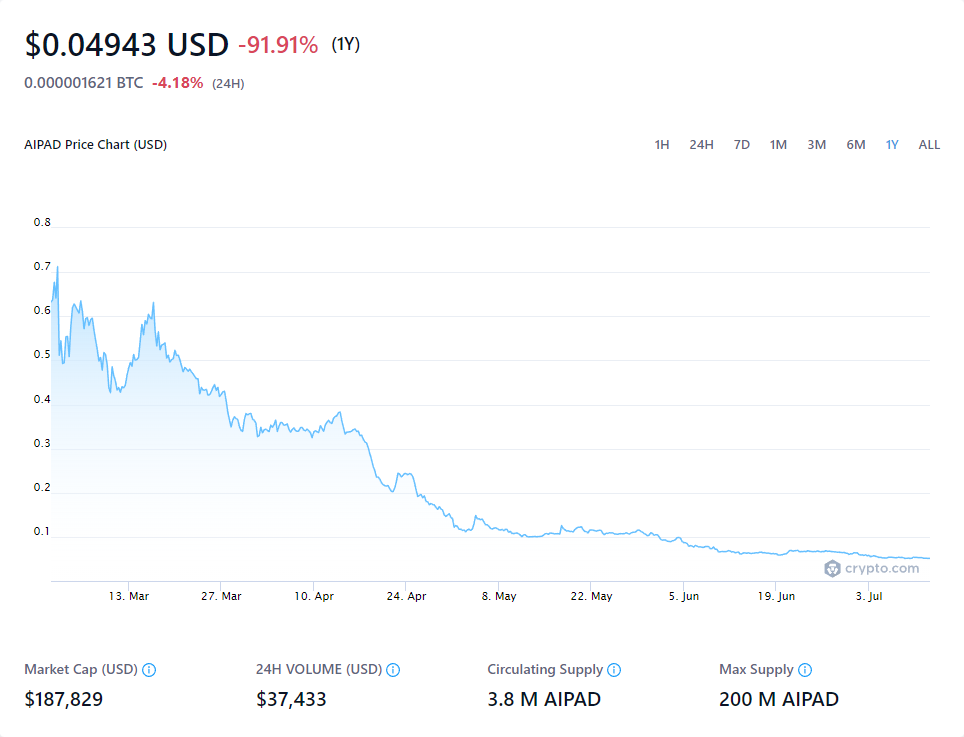 $0.04943 USD -91.91% (1Y)
0.000001621 BTC -4.18% (24H)
AIPAD Price Chart (USD) 1H 24H 7D 1M 3M 6M 1Y ALL
0.8
0.7
0.6
0.5
0.4
0.3
0.2
0.1
crypto.com
13. Mar 27. Mar 10. Apr 24. Apr 8. May 22. May 5. Jun 19. Jun 3. Jul
Market Cap (USD) 24H VOLUME (USD) Circulating Supply Max Supply
$187,829 $37,433 3.8 M AIPAD 200 M AIPAD